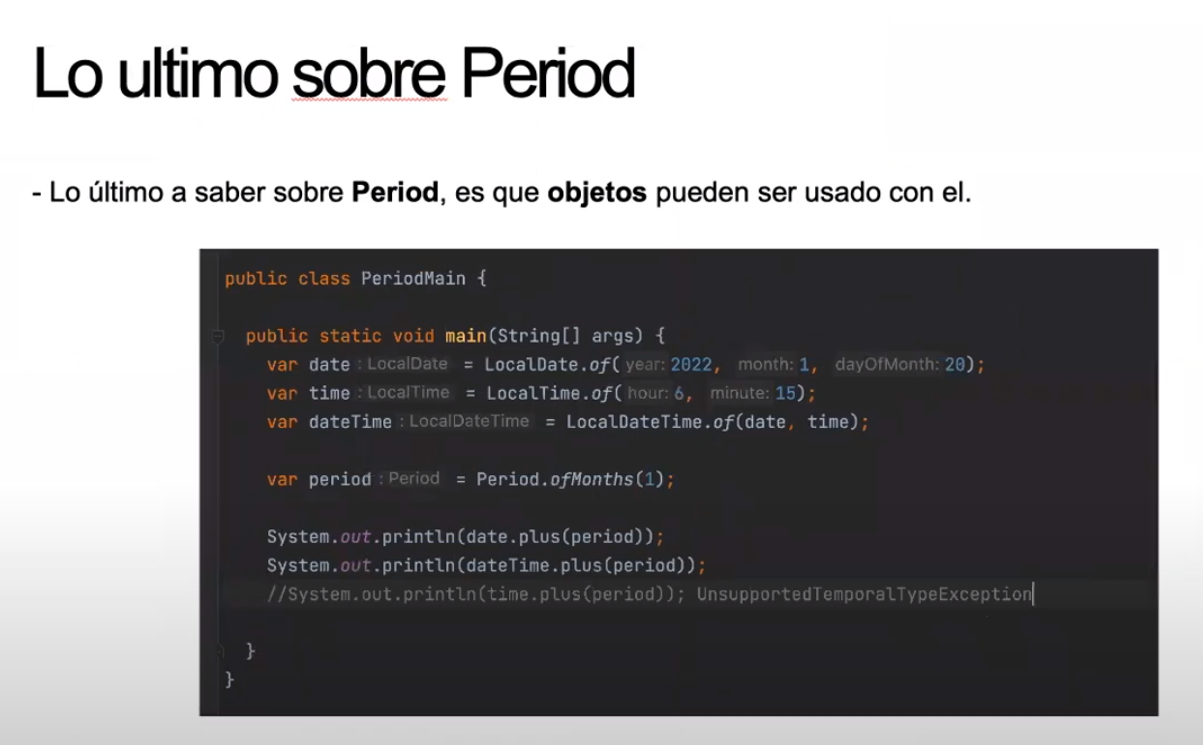 Lo ultimo sobre Period
- Lo último a saber sobre Period, es que objetos pueden ser usado con el.
public class PeriodMain {
public static void main(String[] args) {
var date : LocalDate = LocalDate.of( year: 2022, month: 1, dayOfMonth: 20);
var time : LocalTime = LocalTime.of( hour: 6, minute: 15);
var dateTime : LocalDateTime = LocalDateTime.of(date, time);
var period : Period = Period.ofMonths(1);
System.out.println(date.plus(period));
System.out.println(dateTime.plus(period));
//System.out.println(time.plus(period)); UnsupportedTemporalTypeException
}
}